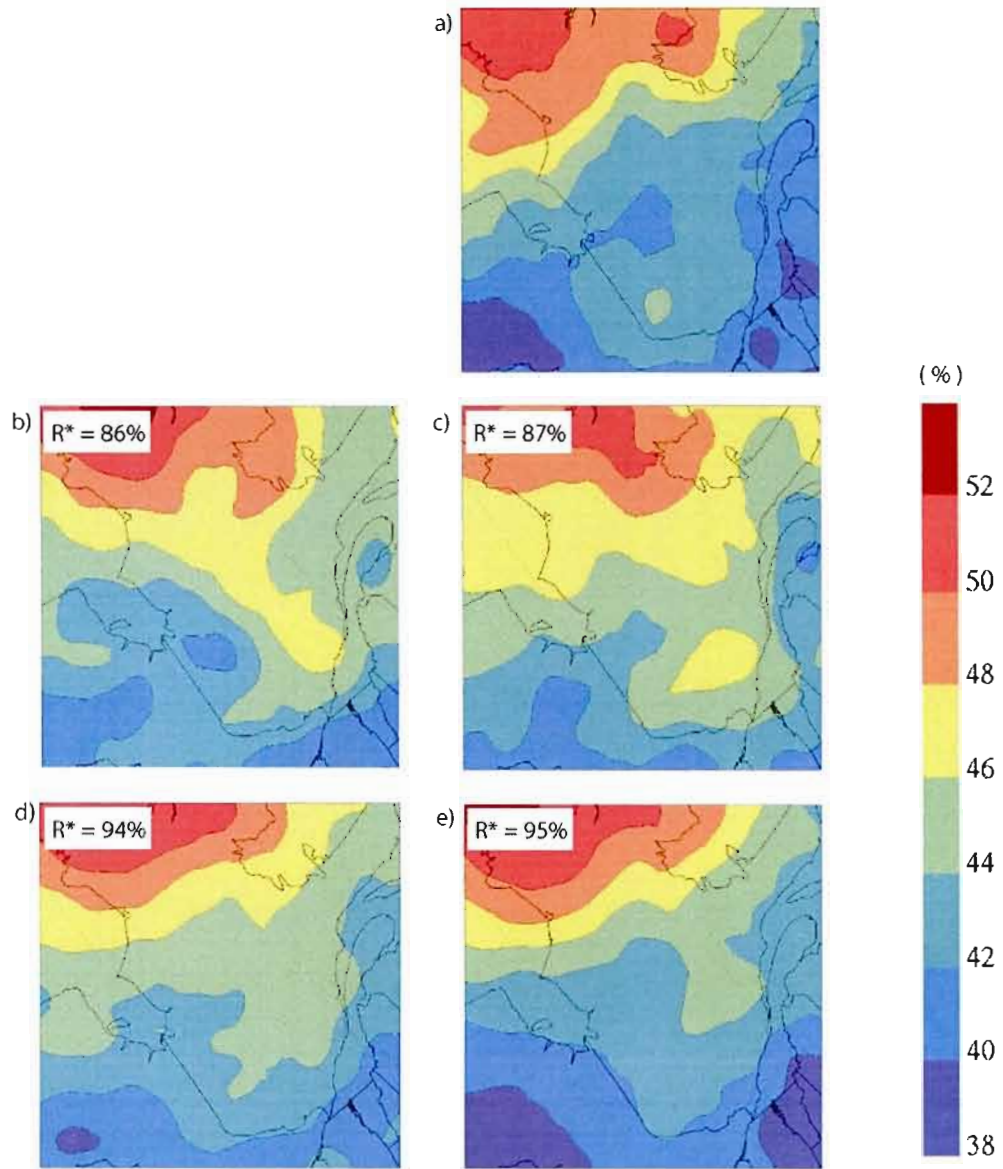 a)
(%)
b)
R* = 86%
c)
R* = 87%
52
50
48
46
44
42
40
38
d)
R* = 94%
e)
R* = 95%